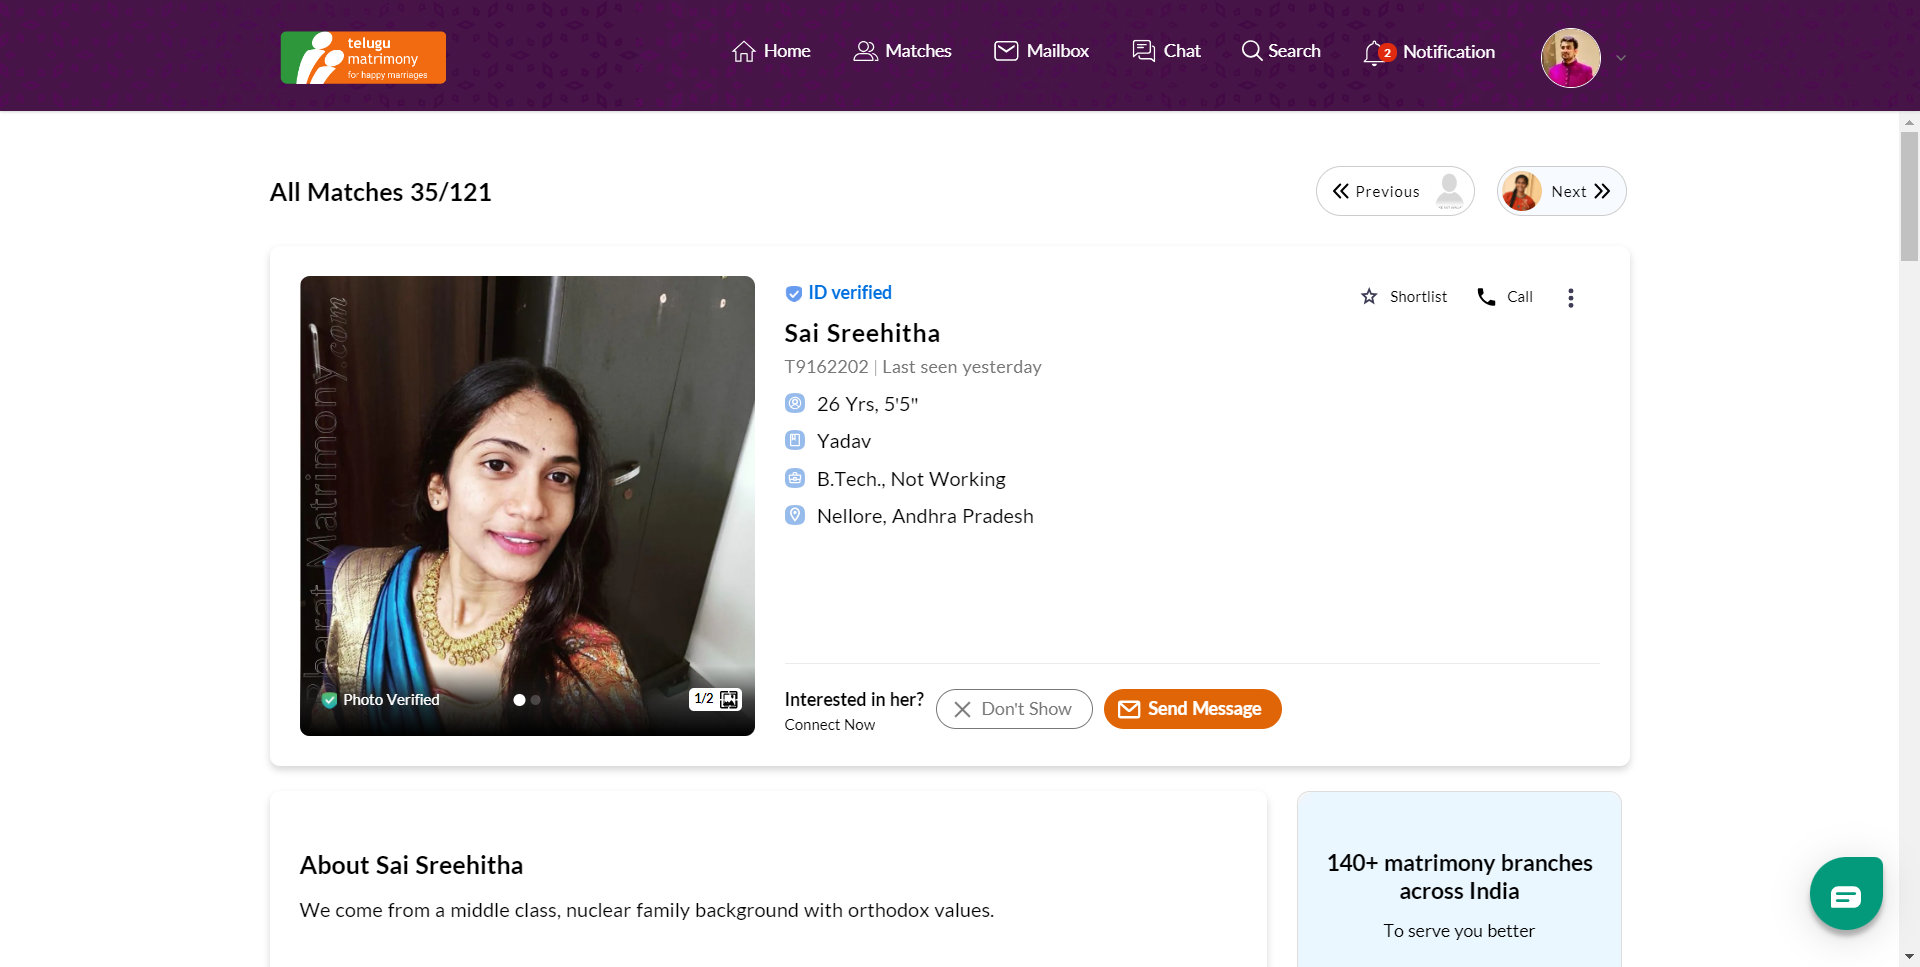 telugu
matrimony
for happy marriages
Home
Matches
Mailbox
Chat
Search
2
Notification
All Matches 35/121
Previous
Next
ID verified
Shortlist
Call
Sai Sreehitha
T9162202 | Last seen yesterday
26 Yrs, 5'5"
Yadav
B.Tech., Not Working
Nellore, Andhra Pradesh
Bharat Matrimony.com
Photo Verified
1/2
Interested in her?
Connect Now
Don't Show
Send Message
About Sai Sreehitha
We come from a middle class, nuclear family background with orthodox values.
140+ matrimony branches
across India
To serve you better